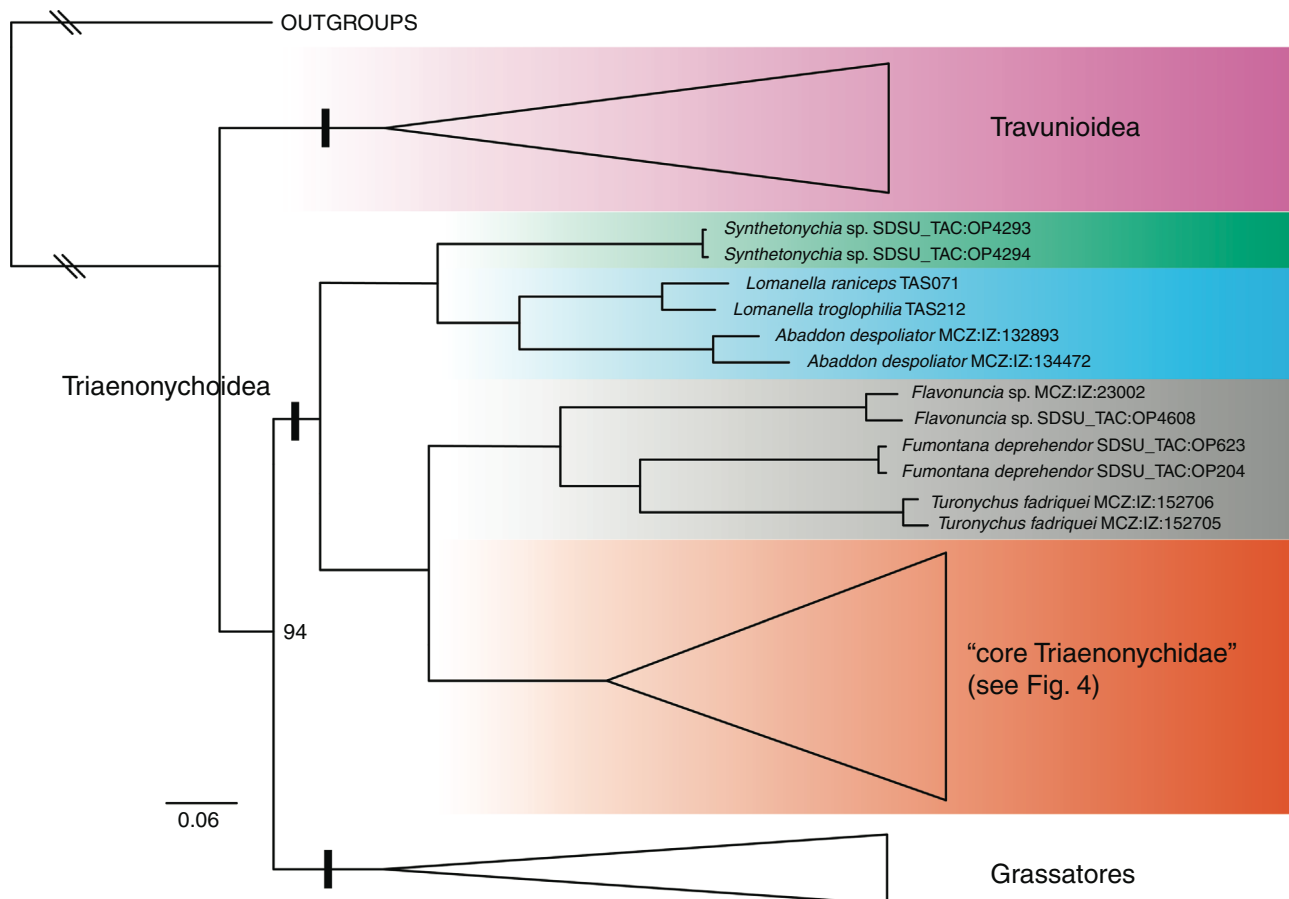 OUTGROUPS
Travunioidea
Synthetonychia sp. SDSU_TAC:OP4293
Synthetonychia sp. SDSU_TAC:OP4294
Lomanella raniceps TAS071
Lomanella troglophilia TAS212
Abaddon despoliator MCZ:IZ:132893
Abaddon despoliator MCZ:IZ:134472
Triaenonychoidea
Flavonuncia sp. MCZ:IZ:23002
Flavonuncia sp. SDSU_TAC:OP4608
Fumontana deprehendor SDSU_TAC:OP623
Fumontana deprehendor SDSU_TAC:OP204
Turonychus fadriquei MCZ:IZ:152706
Turonychus fadriquei MCZ:IZ:152705
94
“core Triaenonychidae”
(see Fig. 4)
0.06
Grassatores